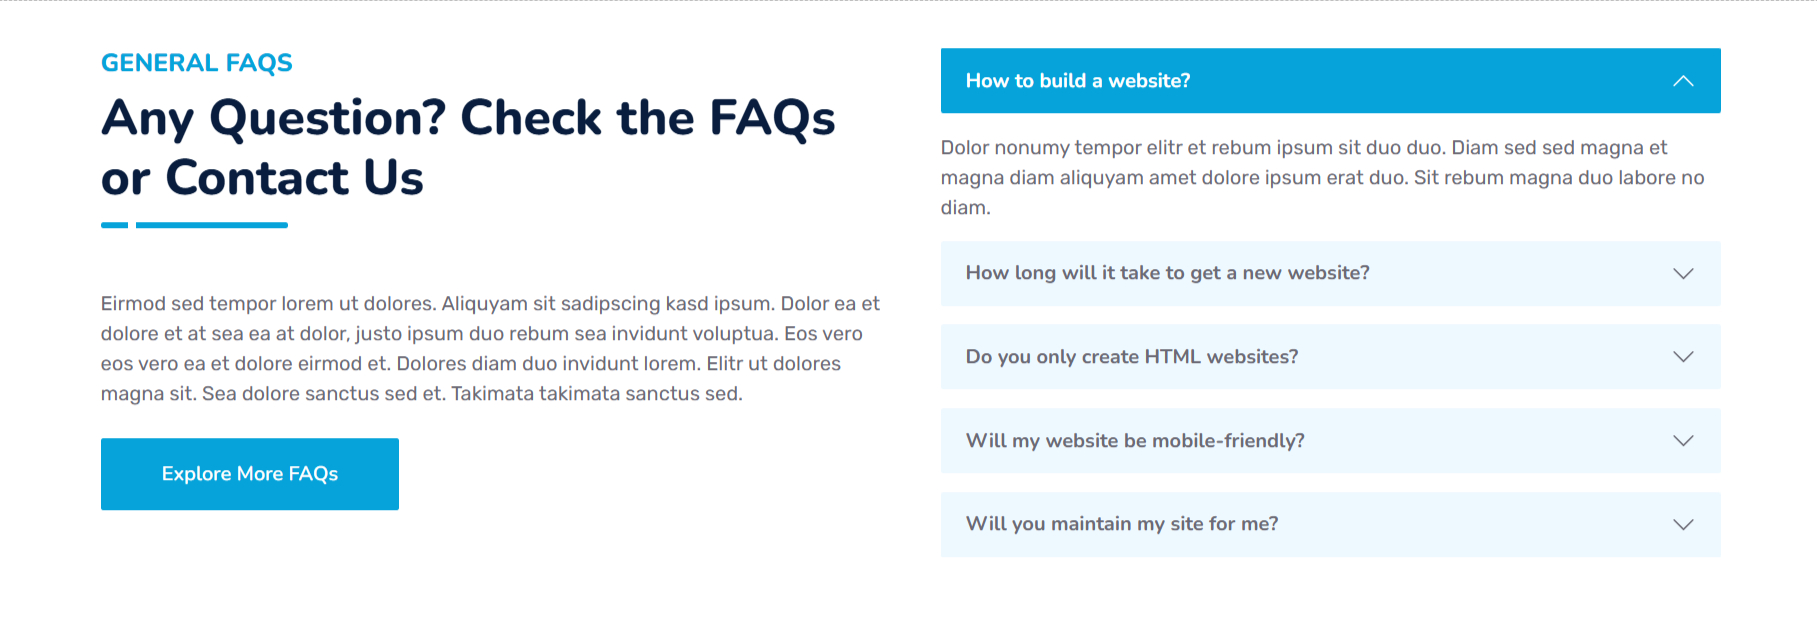 GENERAL FAQS
Any Question? Check the FAQs
or Contact Us
Eirmod sed tempor lorem ut dolores. Aliquyam sit sadipscing kasd ipsum. Dolor ea et
dolore et at sea ea at dolor, justo ipsum duo rebum sea invidunt voluptua. Eos vero
eos vero ea et dolore eirmod et. Dolores diam duo invidunt lorem. Elitr ut dolores
magna sit. Sea dolore sanctus sed et. Takimata takimata sanctus sed.
Explore More FAQs
How to build a website?
Dolor nonumy tempor elitr et rebum ipsum sit duo duo. Diam sed sed magna et
magna diam aliquyam amet dolore ipsum erat duo. Sit rebum magna duo labore no
diam.
How long will it take to get a new website?
Do you only create HTML websites?
Will my website be mobile-friendly?
Will you maintain my site for me?